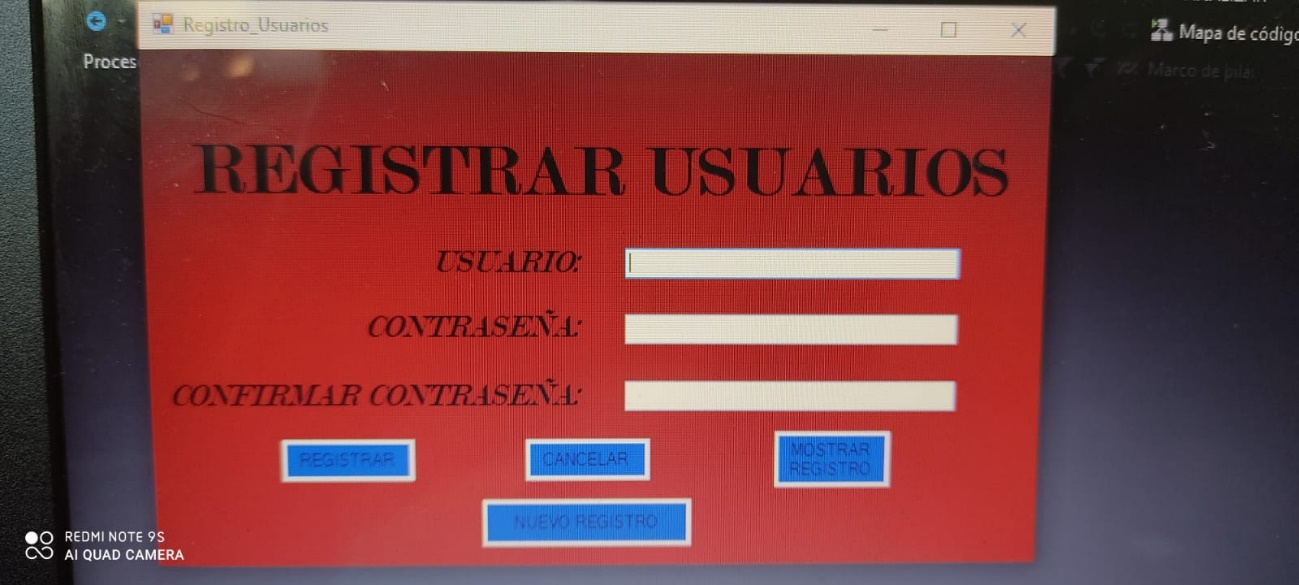 Registro_Usuarios
Mapa de código
Proces
Marco de pila:
REGISTRAR USUARIOS
USUARIO:
CONTRASEÑA:
CONFIRMAR CONTRASEÑA:
REGISTRAR
CANCELAR
MOSTRAR
REGISTRO
NUEVO REGISTRO
REDMI NOTE 9S
AI QUAD CAMERA